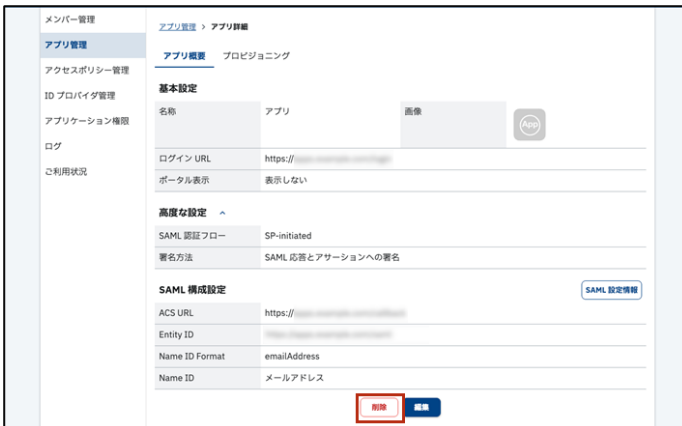 メンバー管理
アプリ管理
アクセスポリシー管理
ID プロバイダ管理
アプリケーション権限
ログ
ご利用状況
アプリ管理 > アプリ詳細
アプリ概要 プロビジョニング
基本設定
名称 アプリ 画像 App
ログイン URL https://
ポータル表示 表示しない
高度な設定
SAML 認証フロー SP-initiated
署名方法 SAML 応答とアサーションへの署名
SAML 構成設定 SAML 設定情報
ACS URL https://
Entity ID
Name ID Format emailAddress
Name ID メールアドレス
削除 編集